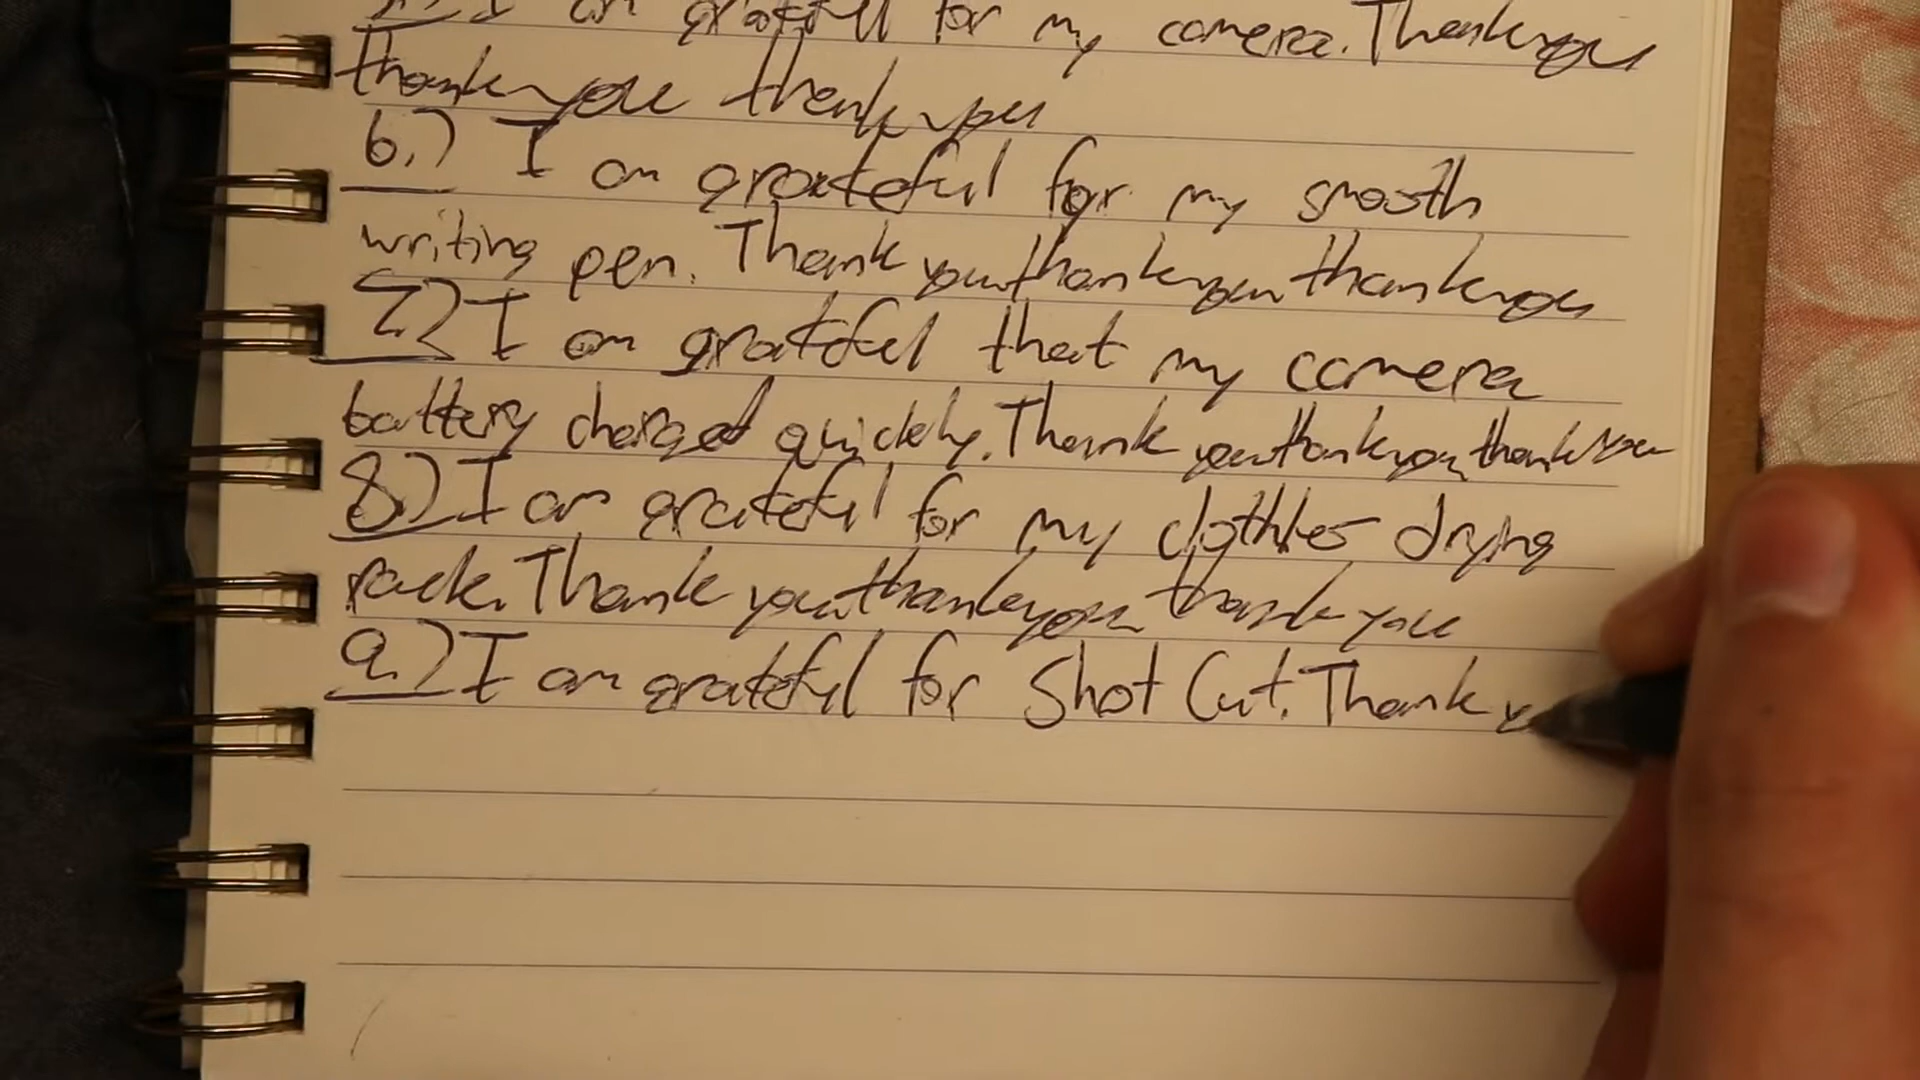 I am grateful for my camera. Thank you
thank you thank you
6.) I am grateful for my smooth
writing pen. Thank you thank you thank you
7.) I am grateful that my camera
battery charged quickly. Thank you thank you thank you
8.) I am grateful for my clothes drying
rack. Thank you thank you thank you
9.) I am grateful for Shot Cut. Thank y